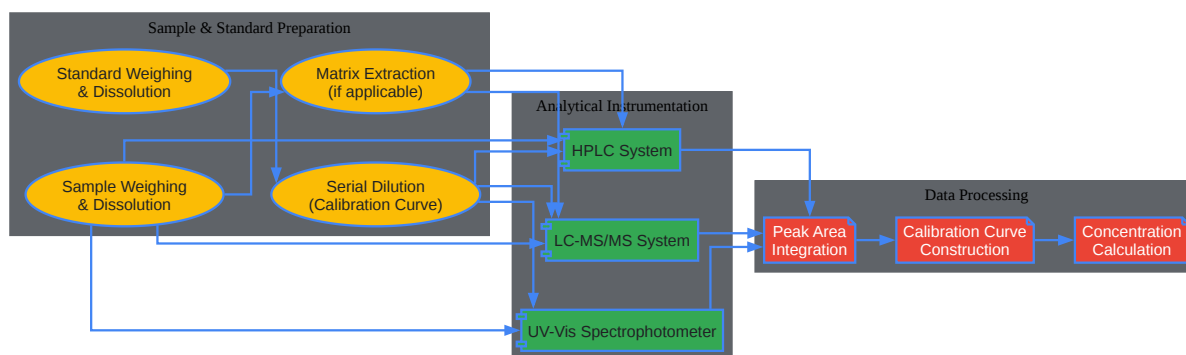 Sample & Standard Preparation
Standard Weighing
& Dissolution
Matrix Extraction
(if applicable)
Sample Weighing
& Dissolution
Serial Dilution
(Calibration Curve)
Analytical Instrumentation
HPLC System
LC-MS/MS System
UV-Vis Spectrophotometer
Data Processing
Peak Area
Integration
Calibration Curve
Construction
Concentration
Calculation